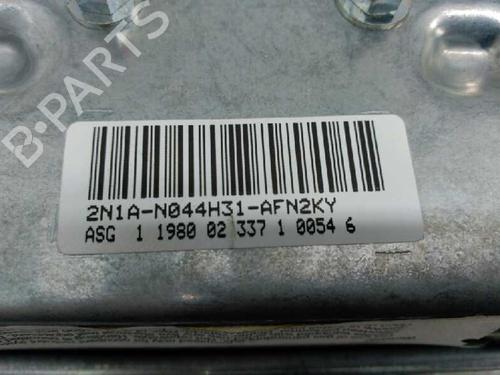 B-PARTS
2N1A-N044H31-AFN2KY
ASG 1 1980 02 337 1 0054 6